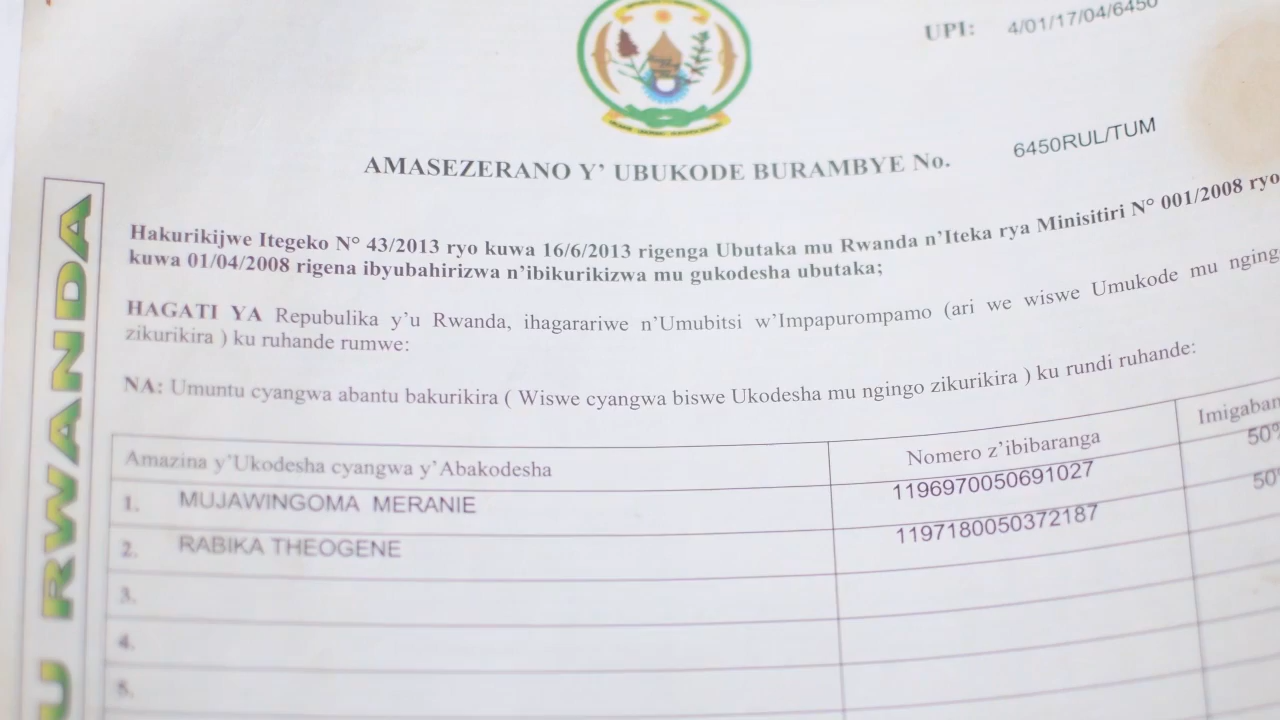 UPI: 4/01/17/04/6450
AMASEZERANO Y' UBUKODE BURAMBYE No. 6450RUL/TUM
Hakurikijwe Itegeko N° 43/2013 ryo kuwa 16/6/2013 rigenga Ubutaka mu Rwanda n'Iteka rya Minisitiri N° 001/2008 ryo
kuwa 01/04/2008 rigena ibyubahirizwa n'ibikurikizwa mu gukodesha ubutaka;
HAGATI YA Repubulika y'u Rwanda, ihagarariwe n'Umubitsi w'Impapurompamo (ari we wiswe Umukode mu ngingo
zikurikira ) ku ruhande rumwe:
NA: Umuntu cyangwa abantu bakurikira ( Wiswe cyangwa biswe Ukodesha mu ngingo zikurikira ) ku rundi ruhande:
Amazina y'Ukodesha cyangwa y'Abakodesha Nomero z'ibibaranga Imigaban
1. MUJAWINGOMA MERANIE 1196970050691027 50%
2. RABIKA THEOGENE 1197180050372187 50%
3.
4.
5.
U RWANDA